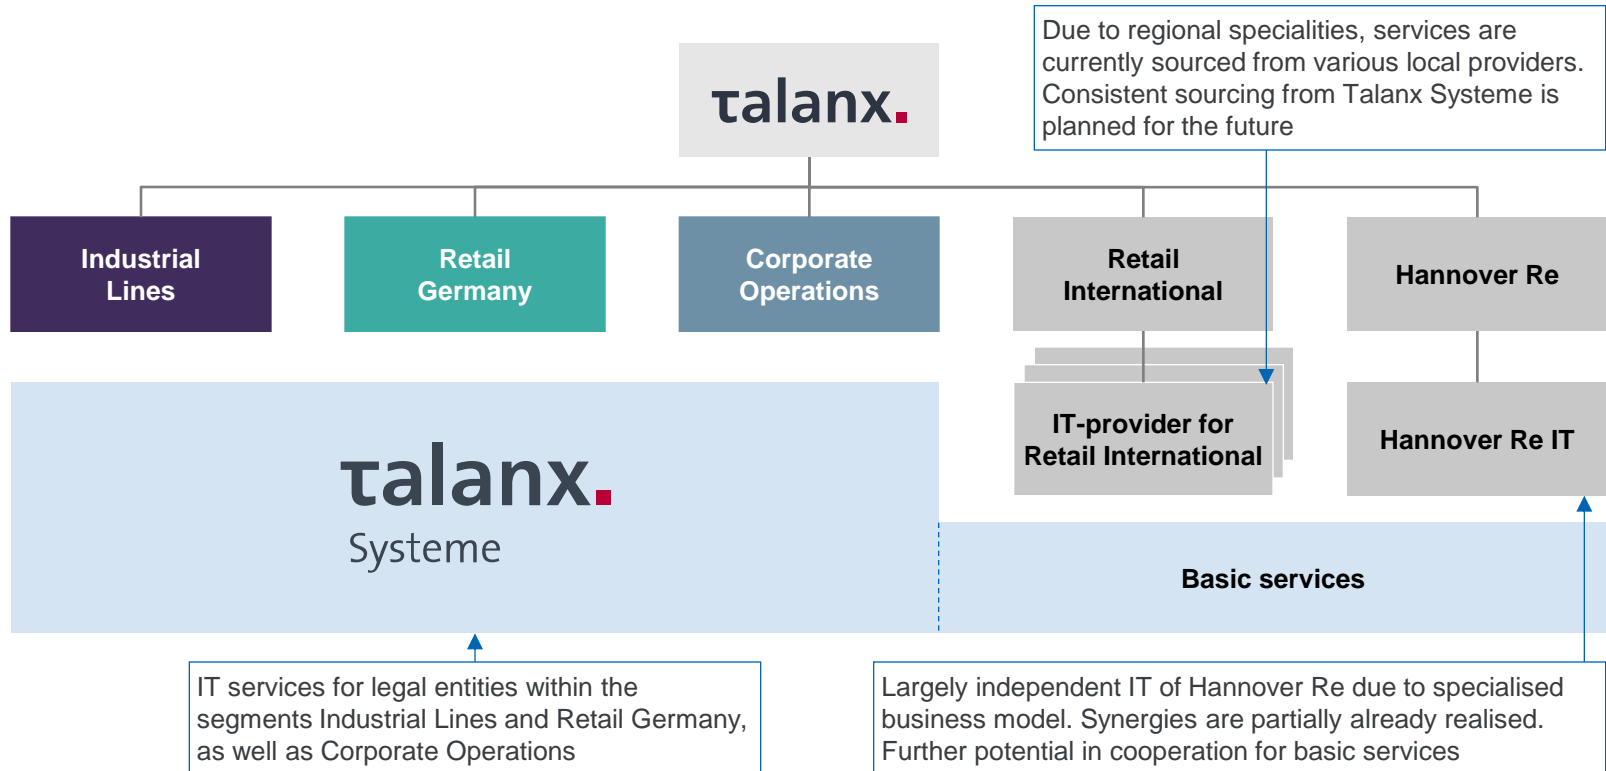 Due to regional specialities, services are
currently sourced from various local providers.
Consistent sourcing from Talanx Systeme is
planned for the future
talanx.
Industrial
Lines
Retail
Germany
Corporate
Operations
Retail
International
Hannover Re
IT-provider for
Retail International
Hannover Re IT
talanx.
Systeme
Basic services
IT services for legal entities within the
segments Industrial Lines and Retail Germany,
as well as Corporate Operations
Largely independent IT of Hannover Re due to specialised
business model. Synergies are partially already realised.
Further potential in cooperation for basic services